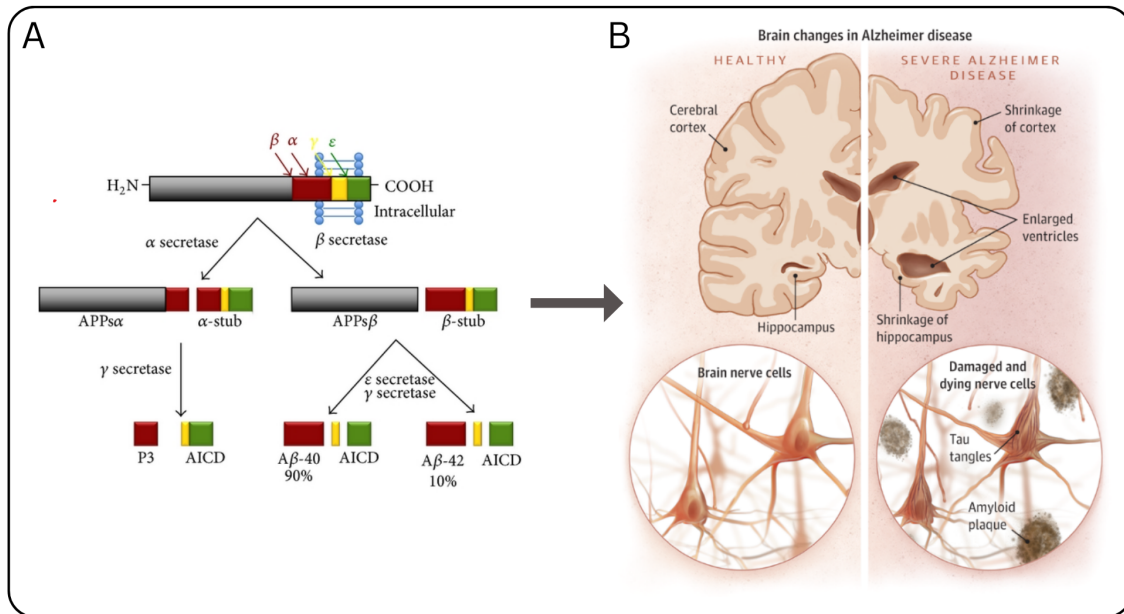 A
β α γ ε
H₂N
COOH
Intracellular
α secretase
β secretase
APPsα
α-stub
APPsβ
β-stub
γ secretase
ε secretase
γ secretase
P3
AICD
Aβ-40
90%
AICD
Aβ-42
10%
AICD
B
Brain changes in Alzheimer disease
HEALTHY
SEVERE ALZHEIMER
DISEASE
Cerebral
cortex
Shrinkage
of cortex
Enlarged
ventricles
Hippocampus
Shrinkage of
hippocampus
Brain nerve cells
Damaged and
dying nerve cells
Tau
tangles
Amyloid
plaque